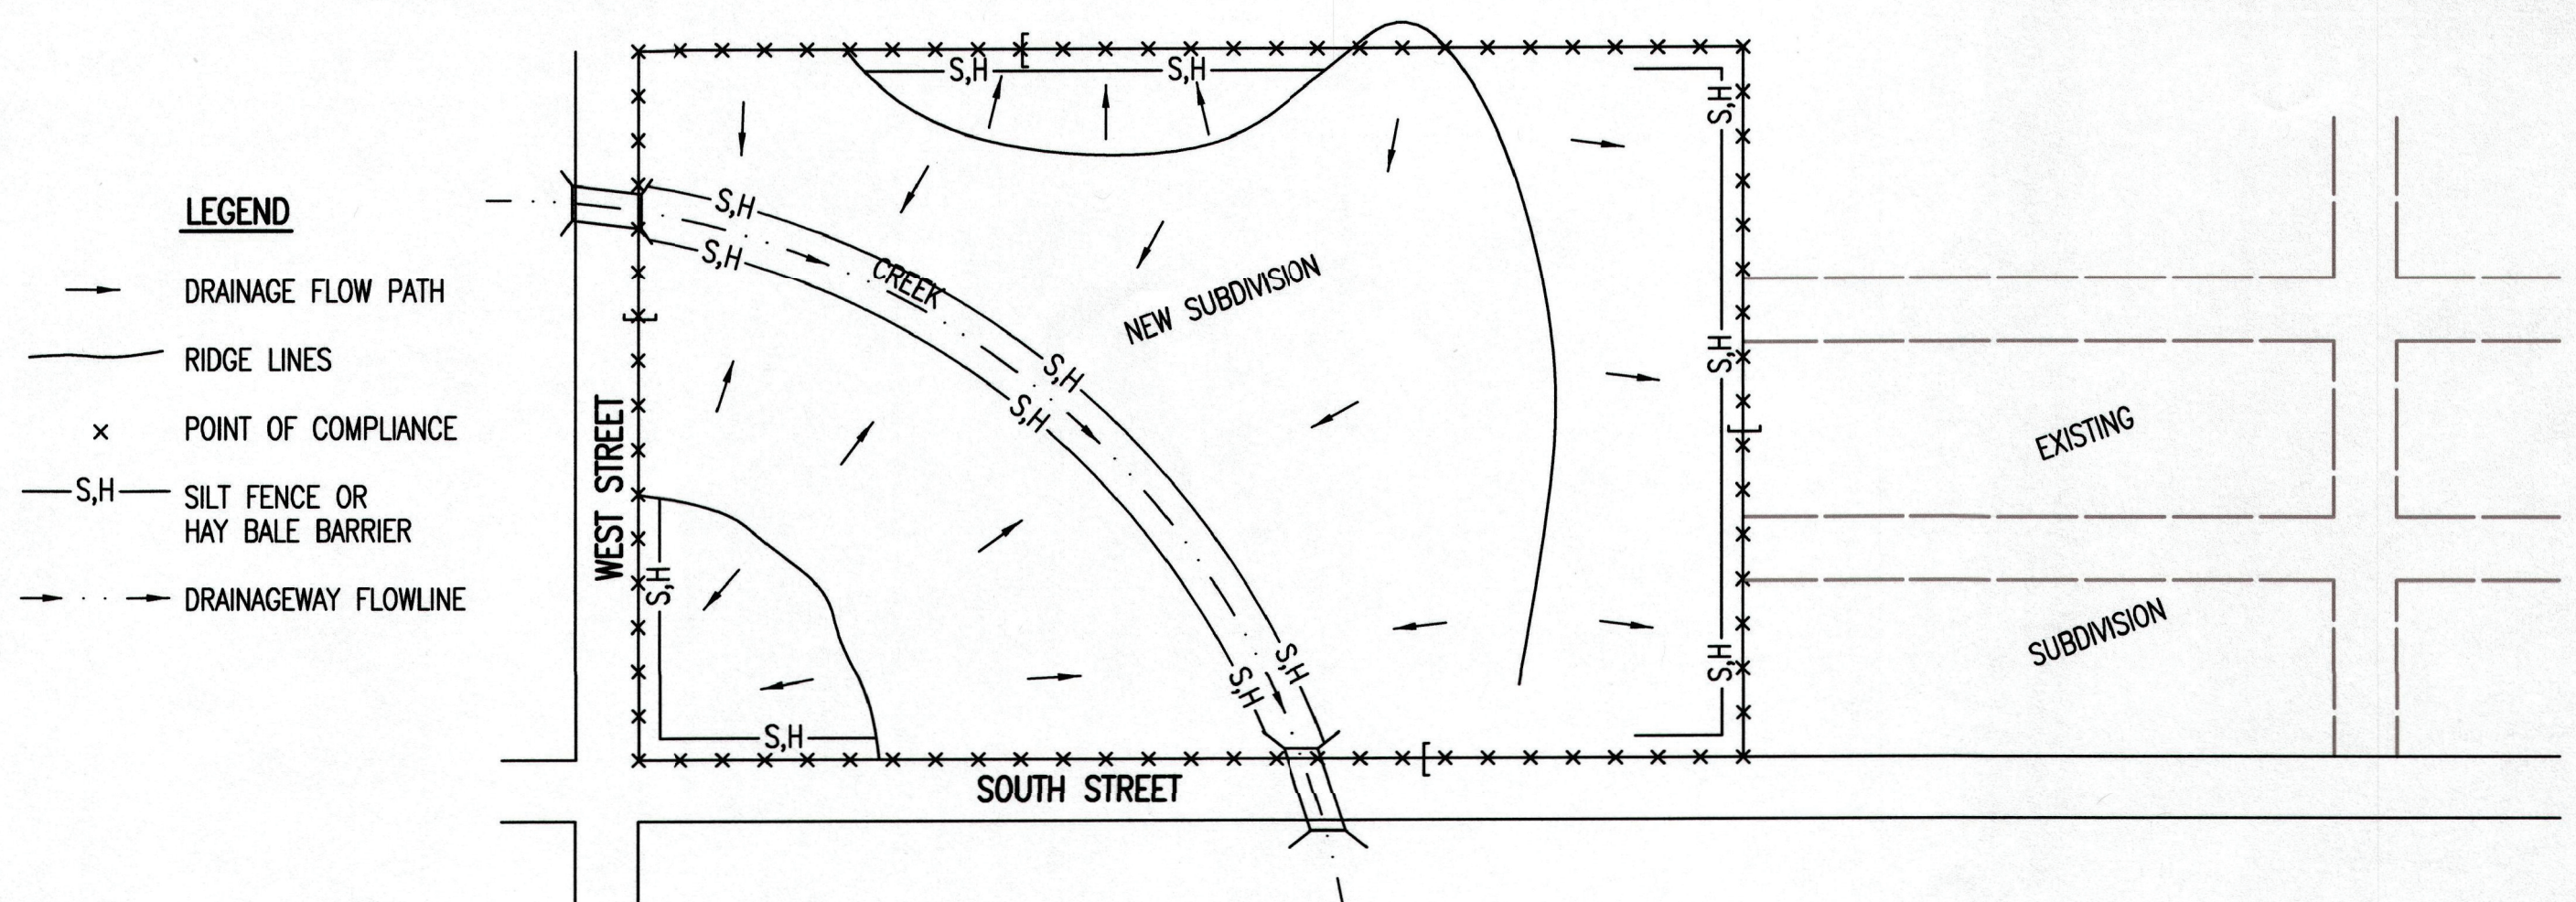 LEGEND
DRAINAGE FLOW PATH
RIDGE LINES
× POINT OF COMPLIANCE
S,H SILT FENCE OR
HAY BALE BARRIER
DRAINAGEWAY FLOWLINE
S,H
S,H
S,H
S,H
CREEK
NEW SUBDIVISION
S,H
S,H
S,H
S,H
S,H
S,H
S,H
S,H
S,H
WEST STREET
SOUTH STREET
EXISTING
SUBDIVISION